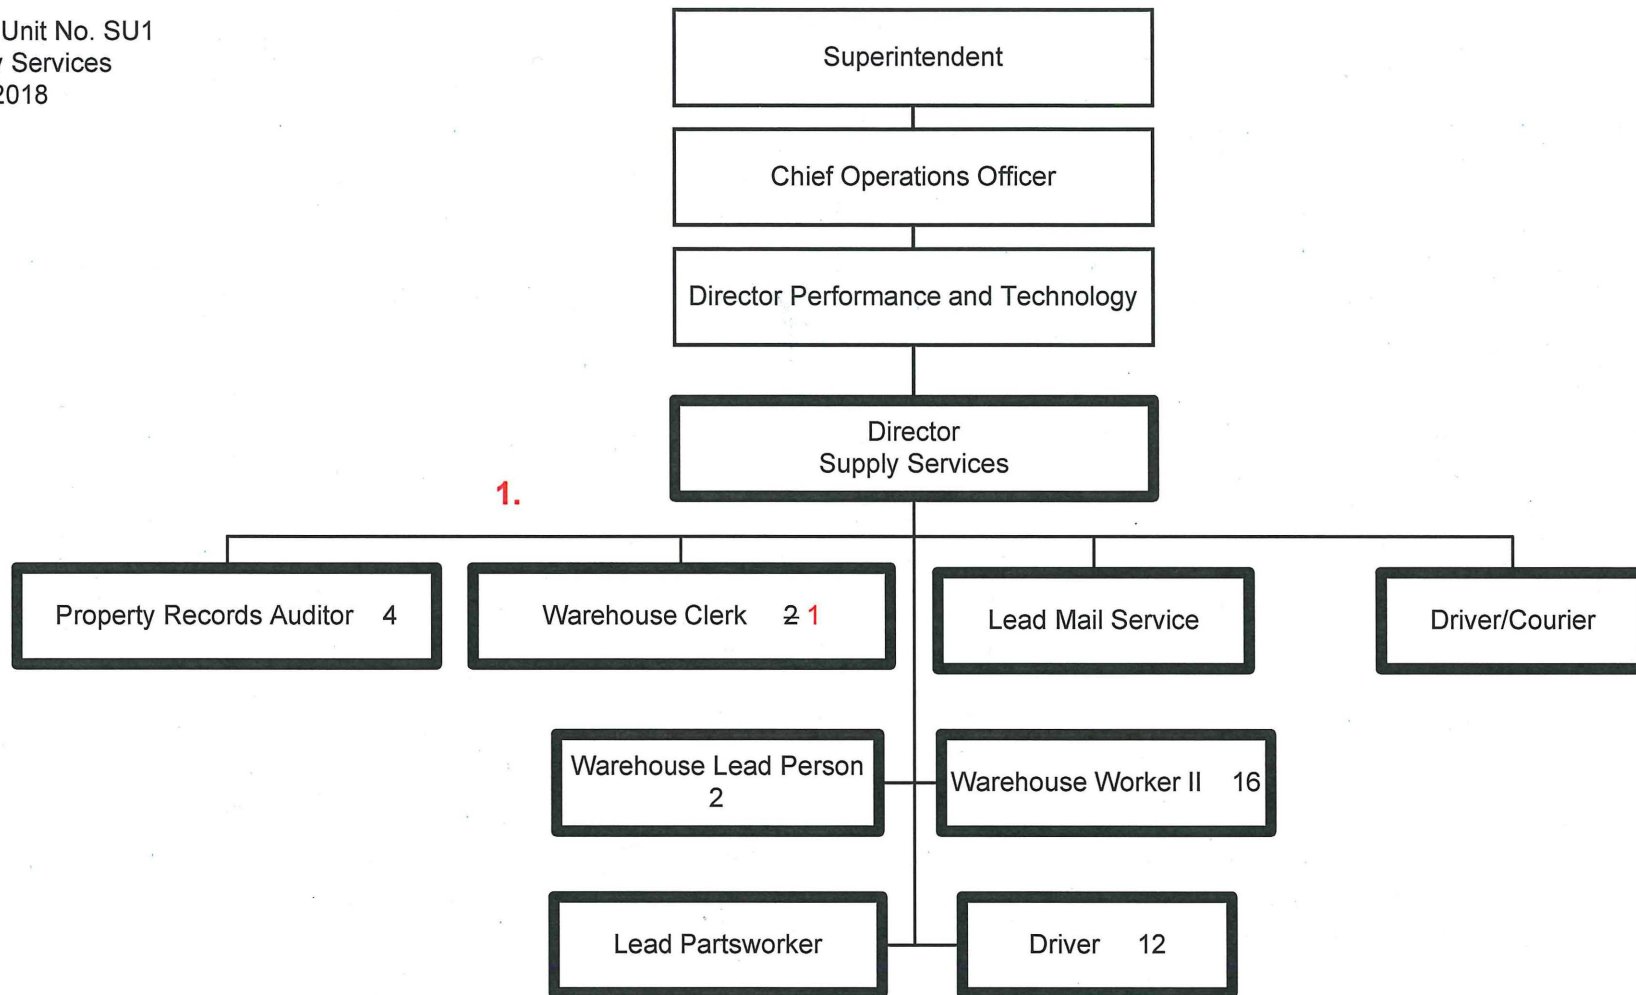 Unit No. SU1
Services
2018
Superintendent
Chief Operations Officer
Director Performance and Technology
Director
Supply Services
1.
Property Records Auditor 4
Warehouse Clerk 2 1
Lead Mail Service
Driver/Courier
Warehouse Lead Person
2
Warehouse Worker II 16
Lead Partsworker
Driver 12